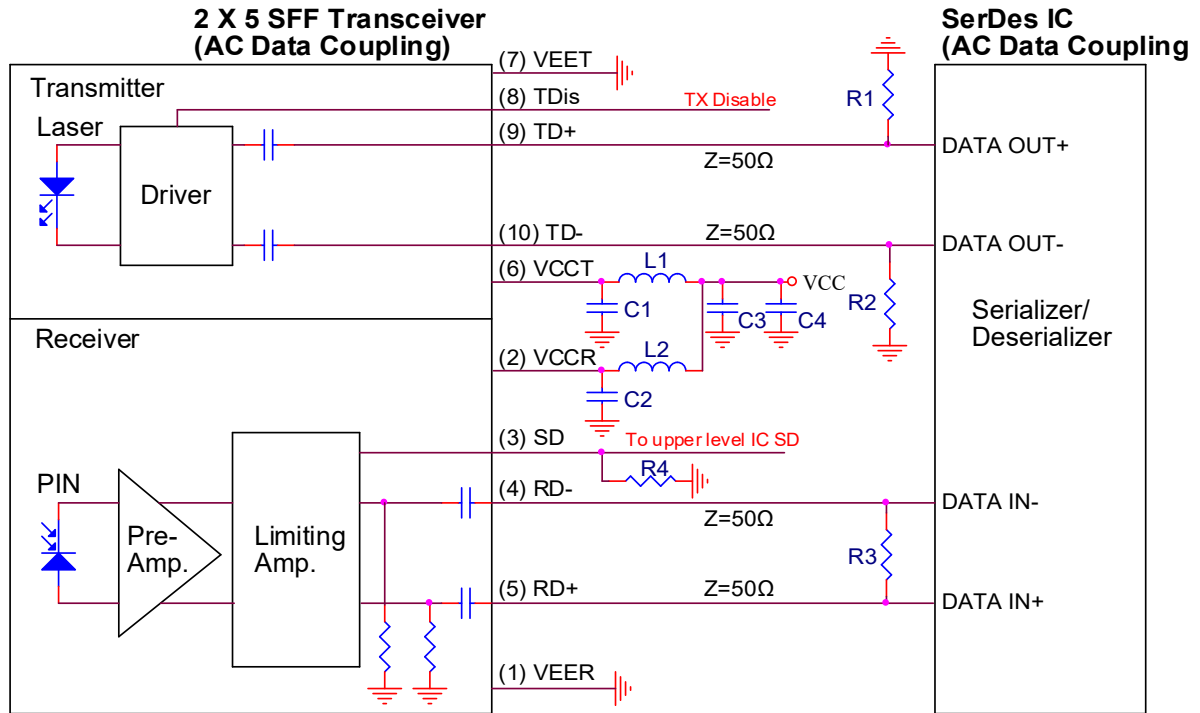 2 X 5 SFF Transceiver
(AC Data Coupling)
SerDes IC
(AC Data Coupling
Transmitter
Laser
Driver
(7) VEET
(8) TDis
TX Disable
(9) TD+
Z=50Ω
R1
DATA OUT+
(10) TD-
Z=50Ω
DATA OUT-
(6) VCCT
L1
VCC
C1
C3
C4
R2
Serializer/
Deserializer
Receiver
L2
(2) VCCR
C2
(3) SD
To upper level IC SD
R4
PIN
Pre-
Amp.
Limiting
Amp.
(4) RD-
Z=50Ω
DATA IN-
R3
(5) RD+
Z=50Ω
DATA IN+
(1) VEER